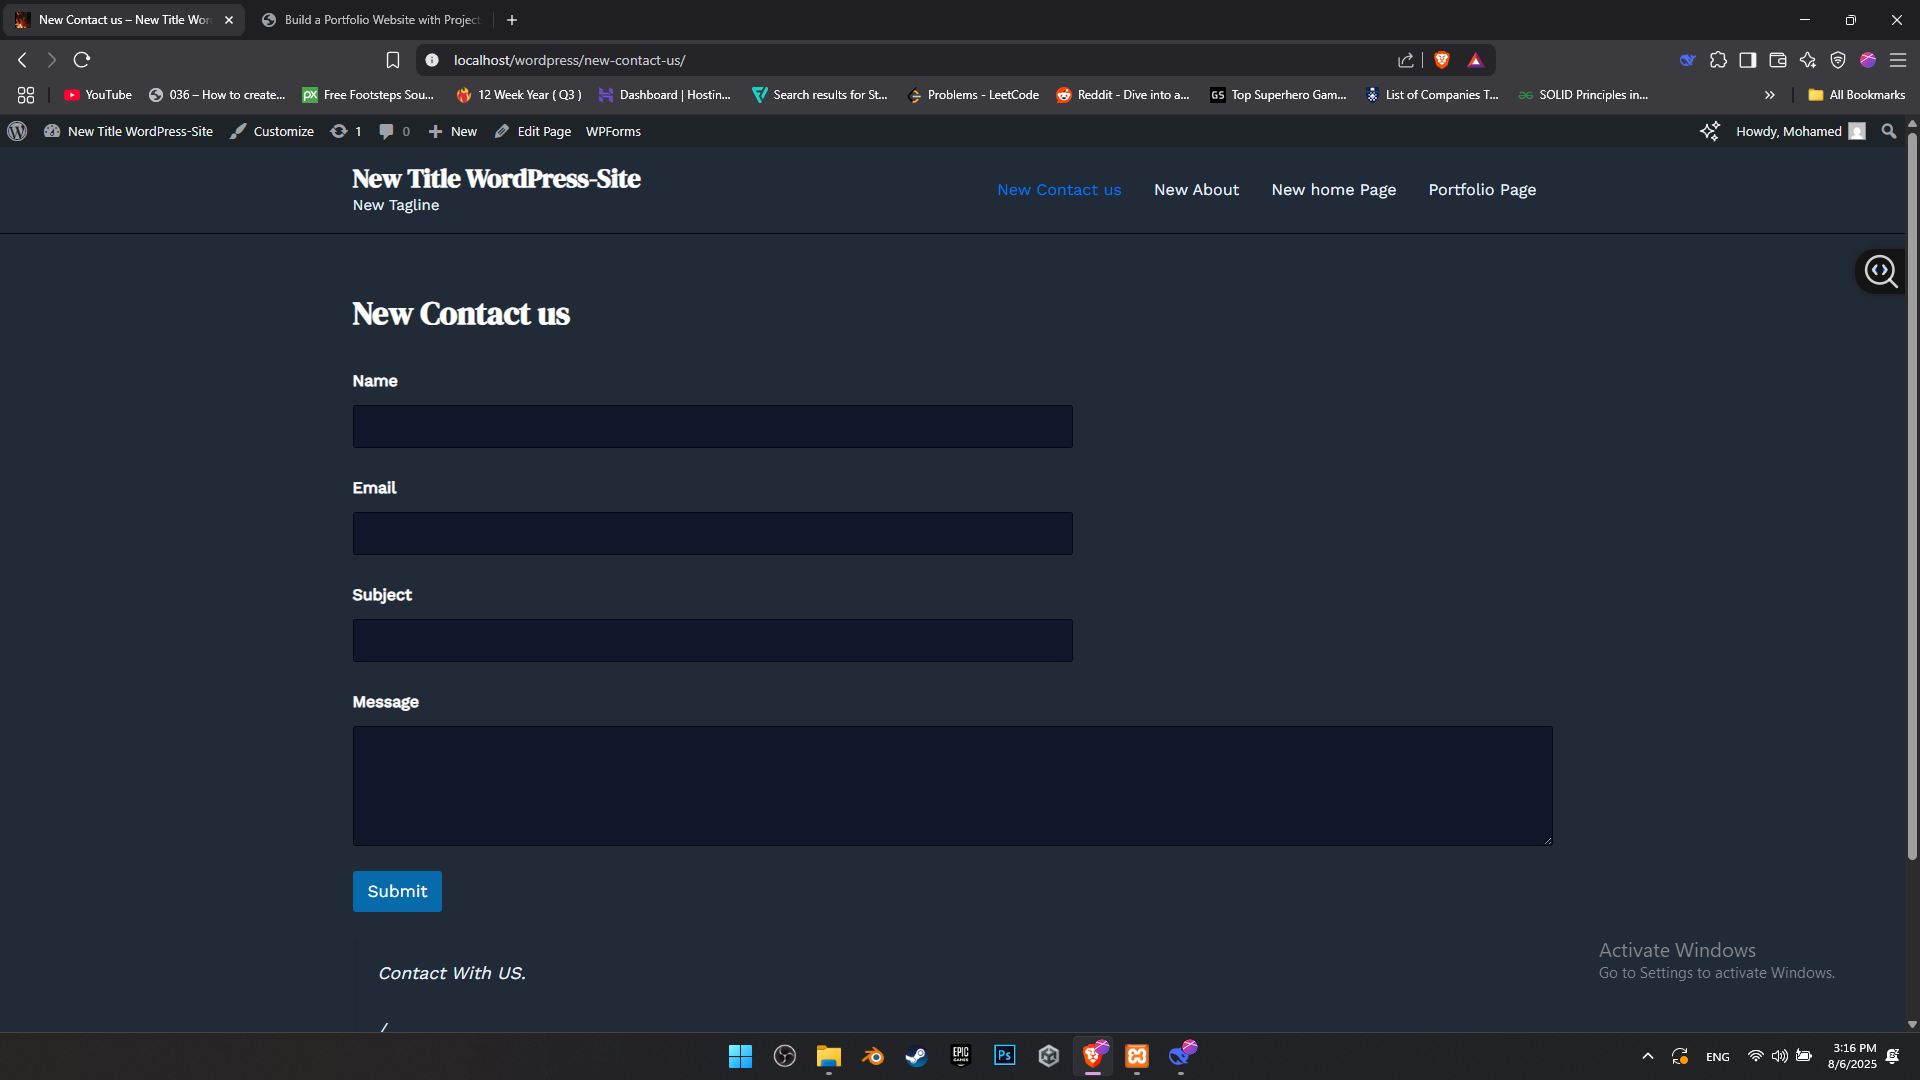 New Contact us – New Title Wor
Build a Portfolio Website with Project
localhost/wordpress/new-contact-us/
YouTube
036 – How to create...
Free Footsteps Sou...
12 Week Year ( Q3 )
Dashboard | Hostin...
Search results for St...
Problems - LeetCode
Reddit - Dive into a...
GS
Top Superhero Gam...
List of Companies T...
SOLID Principles in...
All Bookmarks
New Title WordPress-Site
Customize
1
0
New
Edit Page
WPForms
Howdy, Mohamed
New Title WordPress-Site
New Tagline
New Contact us
New About
New home Page
Portfolio Page
New Contact us
Name
Email
Subject
Message
Submit
Contact With US.
/
Activate Windows
Go to Settings to activate Windows.
EPIC
GAMES
Ps
ENG
3:16 PM
8/6/2025